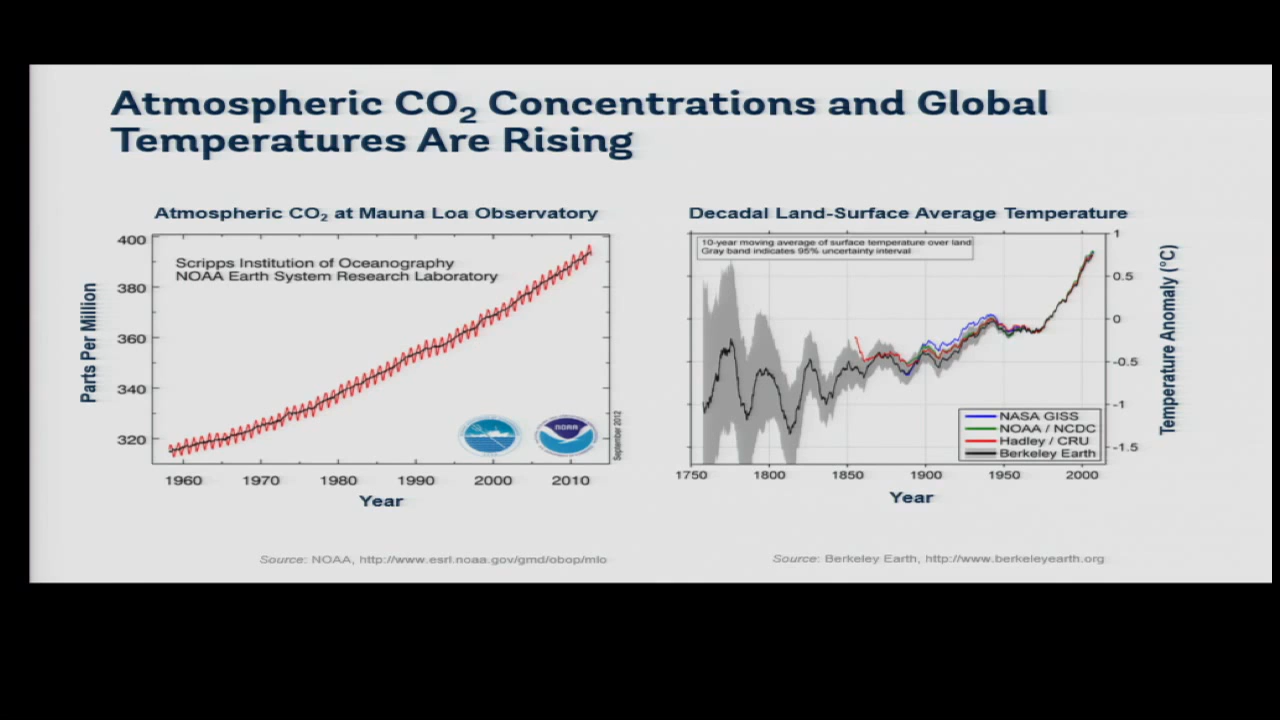 Atmospheric CO₂ Concentrations and Global
Temperatures Are Rising
Atmospheric CO₂ at Mauna Loa Observatory
Parts Per Million
400
380
360
340
320
Scripps Institution of Oceanography
NOAA Earth System Research Laboratory
NOAA
September 2012
1960 1970 1980 1990 2000 2010
Year
Source: NOAA, http://www.esrl.noaa.gov/gmd/obop/mlo
Decadal Land-Surface Average Temperature
10-year moving average of surface temperature over land
Gray band indicates 95% uncertainty interval
1
0.5
0
-0.5
-1
-1.5
Temperature Anomaly (°C)
NASA GISS
NOAA / NCDC
Hadley / CRU
Berkeley Earth
1750 1800 1850 1900 1950 2000
Year
Source: Berkeley Earth, http://www.berkeleyearth.org